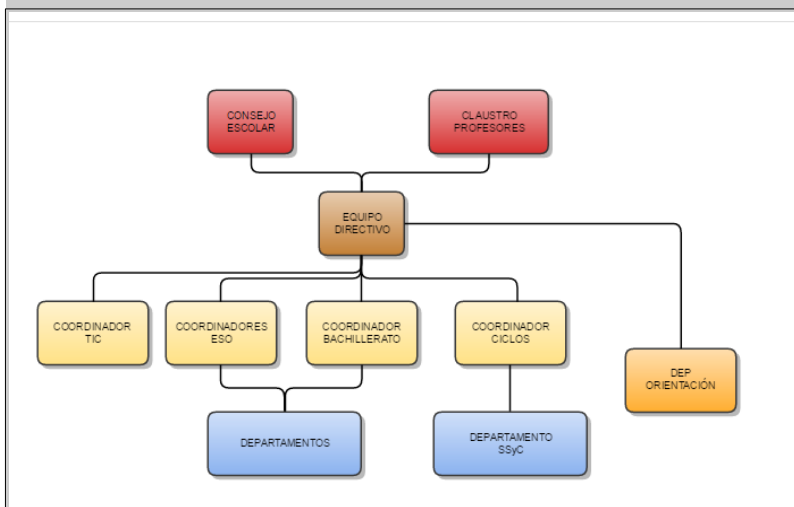 CONSEJO
ESCOLAR
CLAUSTRO
PROFESORES
EQUIPO
DIRECTIVO
COORDINADOR
TIC
COORDINADORES
ESO
COORDINADOR
BACHILLERATO
COORDINADOR
CICLOS
DEP
ORIENTACIÓN
DEPARTAMENTOS
DEPARTAMENTO
SSyC